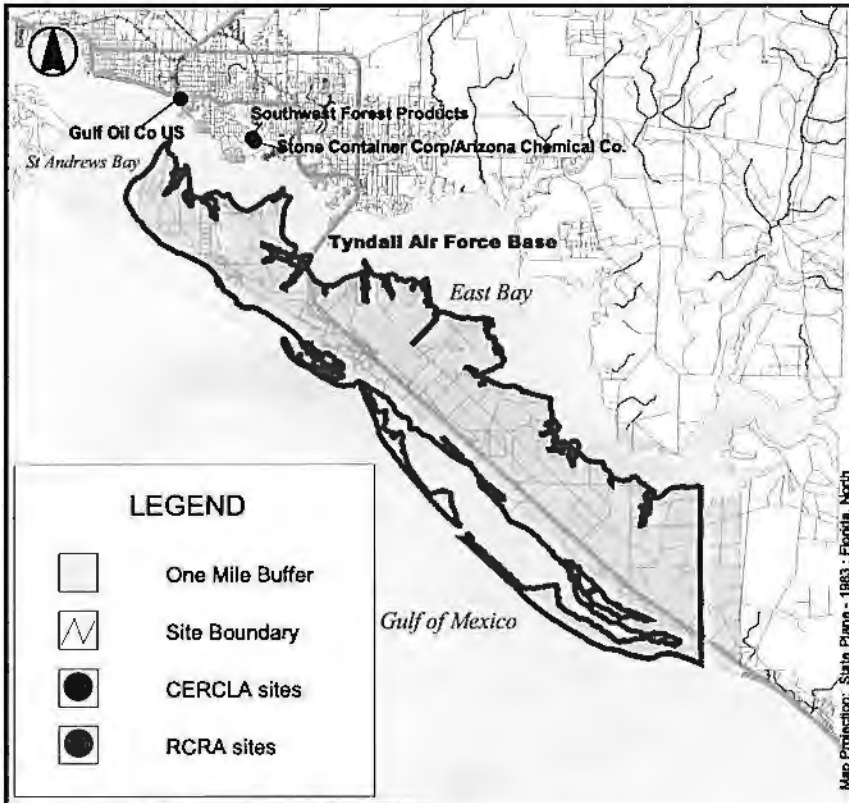 Southwest Forest Products
Gulf Oil Co US
Stone Container Corp/Arizona Chemical Co.
St Andrews Bay
Tyndall Air Force Base
East Bay
Gulf of Mexico
LEGEND
One Mile Buffer
Site Boundary
CERCLA sites
RCRA sites
Map Projection: State Plane - 1983 : Florida, North